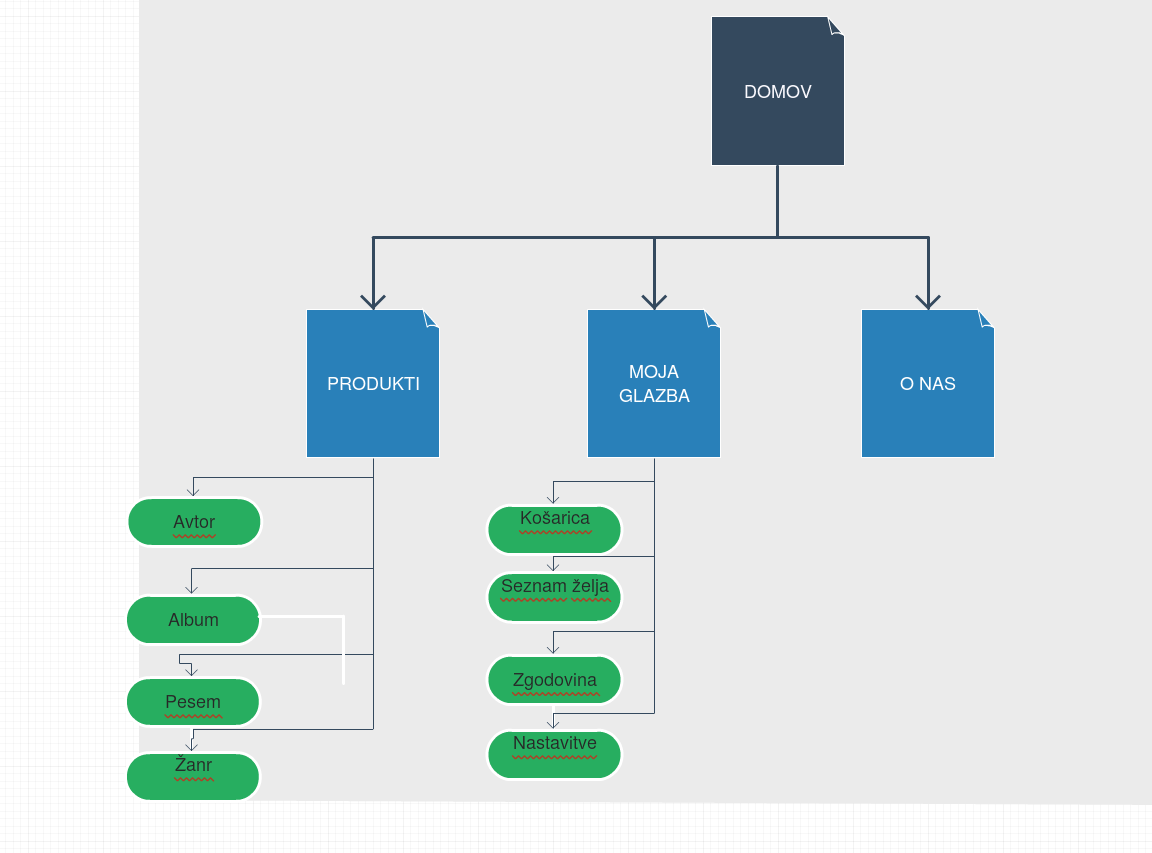 DOMOV
PRODUKTI
MOJA
GLAZBA
O NAS
Avtor
Album
Pesem
Žanr
Košarica
Seznam želja
Zgodovina
Nastavitve